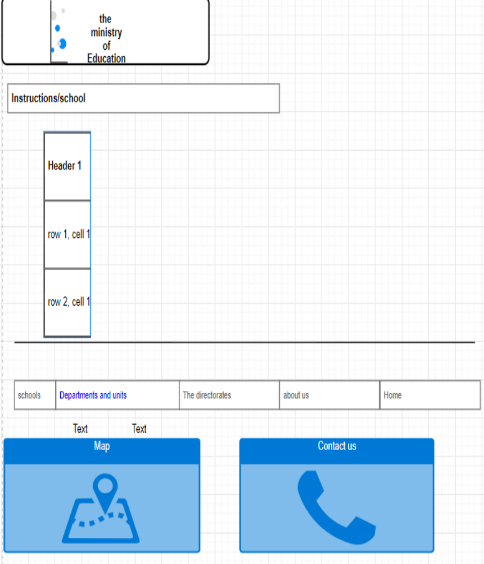 the
ministry
of
Education
Instructions/school
Header 1
row 1, cell 1
row 2, cell 1
schools Departments and units The directorates about us Home
Text Text
Map Contact us